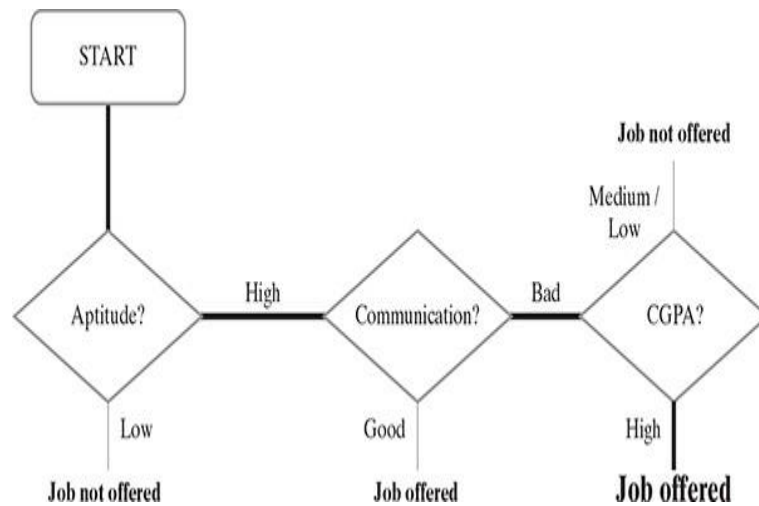 START
Job not offered
Medium /
Low
High
Bad
Aptitude?
Communication?
CGPA?
Low
Good
High
Job not offered
Job offered
Job offered